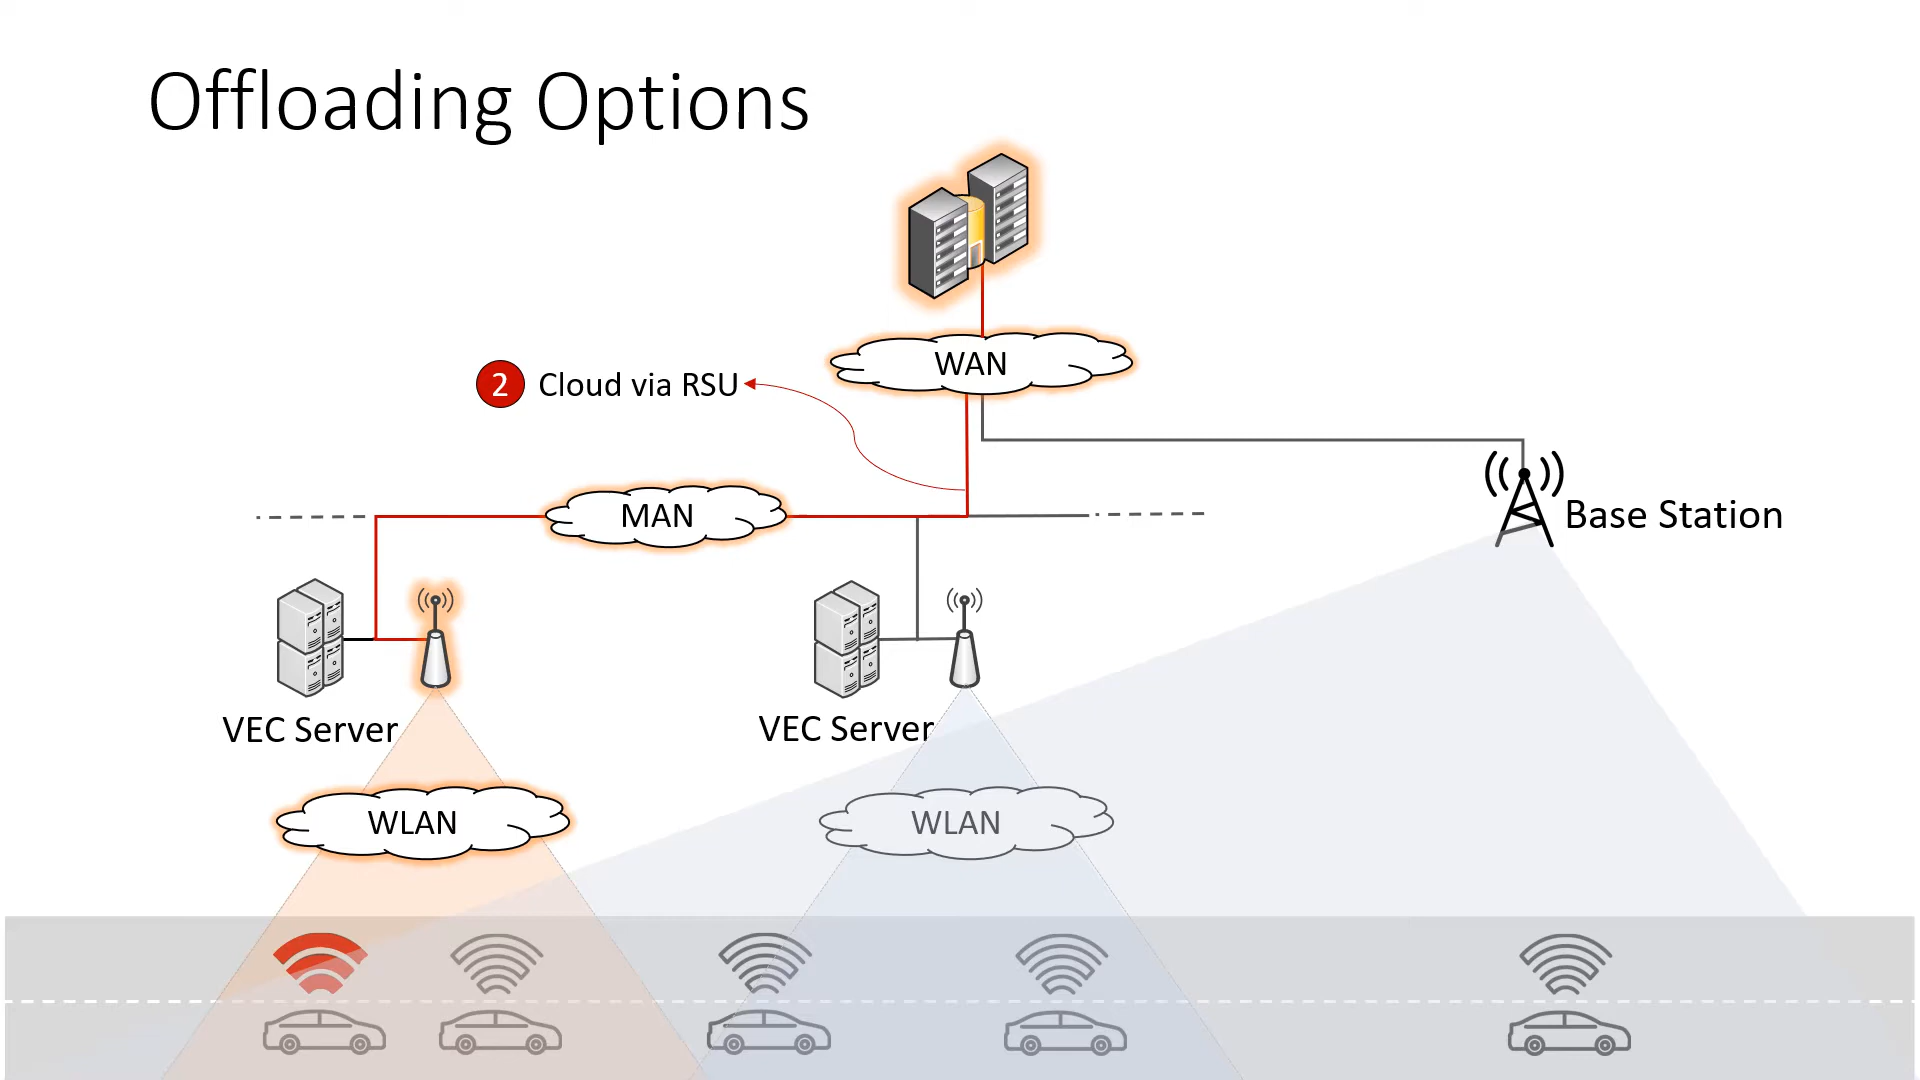 Offloading Options
WAN
2 Cloud via RSU
MAN
Base Station
VEC Server
VEC Server
WLAN
WLAN